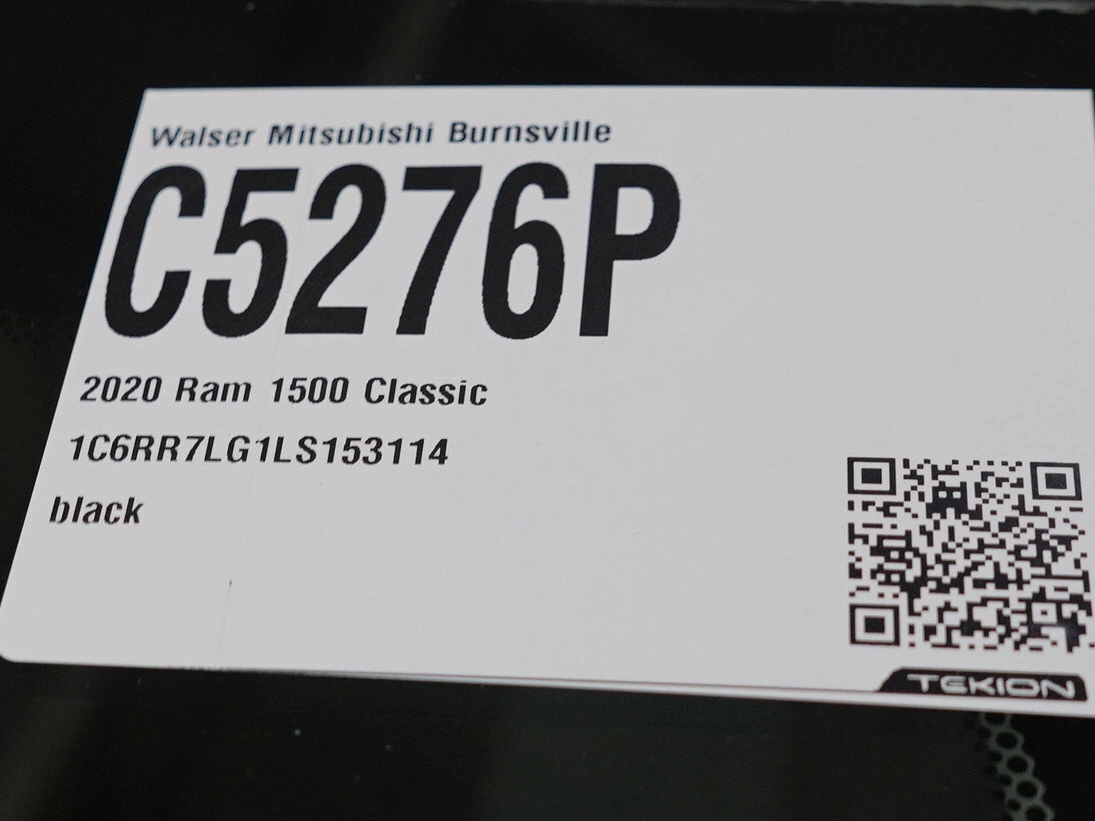 Walser Mitsubishi Burnsville
C5276P
2020 Ram 1500 Classic
1C6RR7LG1LS153114
black
TEKION